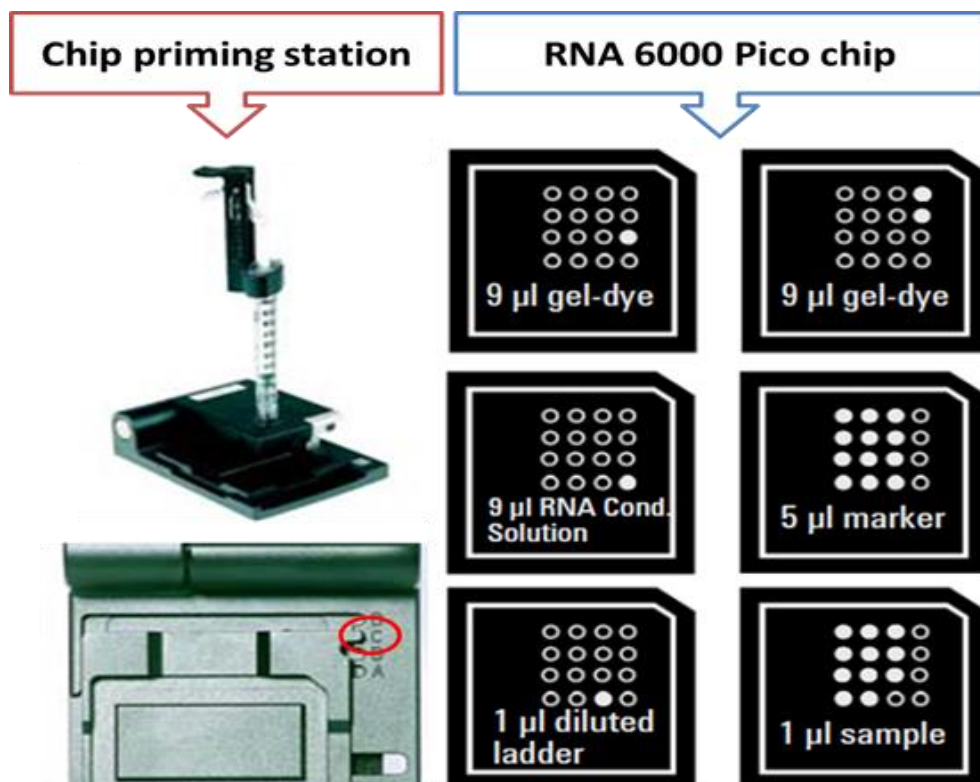 Chip priming station
RNA 6000 Pico chip
9 µl gel-dye
9 µl gel-dye
9 µl RNA Cond.
Solution
5 µl marker
C
A
1 µl diluted
ladder
1 µl sample